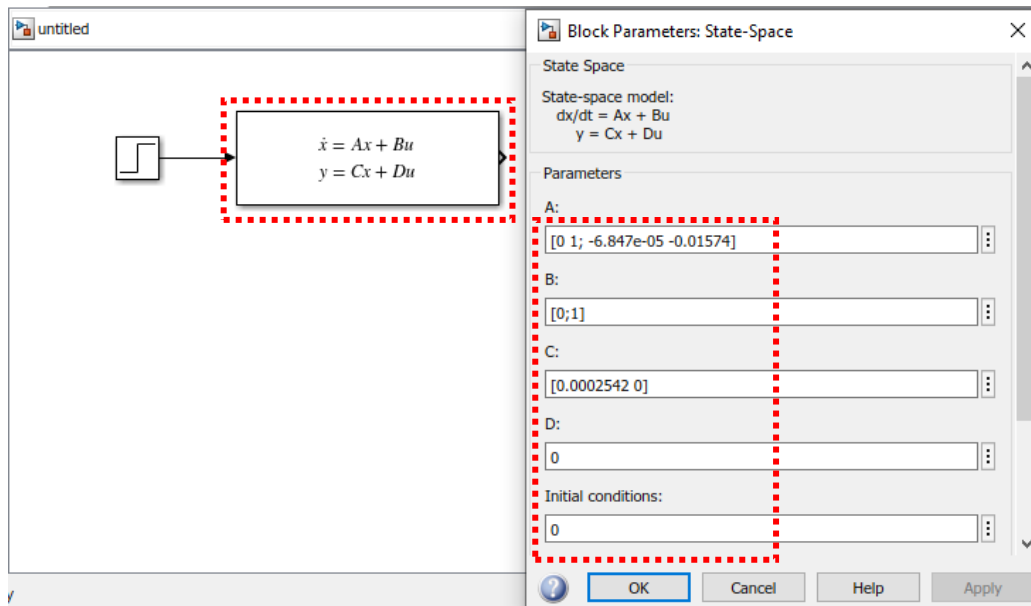 untitled
ẋ = Ax + Bu
y = Cx + Du
y
Block Parameters: State-Space
State Space
State-space model:
dx/dt = Ax + Bu
y = Cx + Du
Parameters
A:
[0 1; -6.847e-05 -0.01574]
B:
[0;1]
C:
[0.0002542 0]
D:
0
Initial conditions:
0
OK Cancel Help Apply